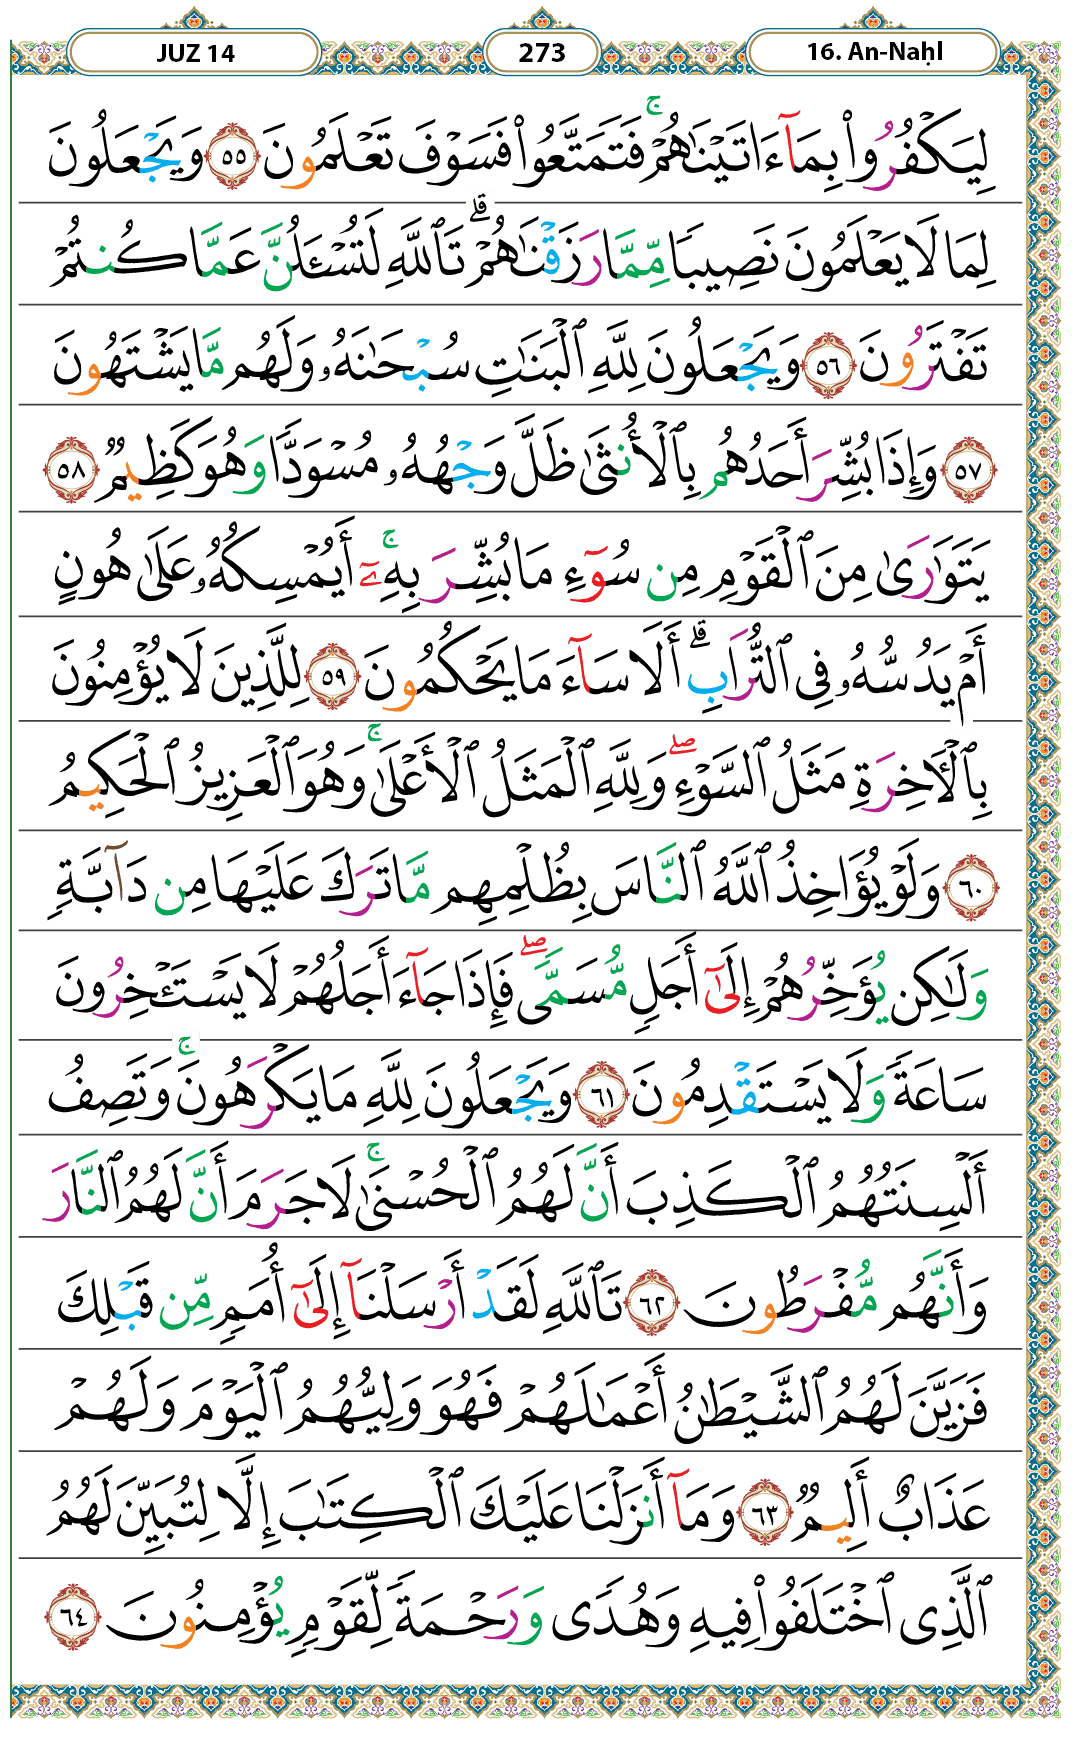 JUZ 14
273
16. An-Naḥl
لِيَكْفُرُوا۟ بِمَآ ءَاتَيْنَٰهُمْ ۚ فَتَمَتَّعُوا۟ فَسَوْفَ تَعْلَمُونَ ٥٥ وَيَجْعَلُونَ
لِمَا لَا يَعْلَمُونَ نَصِيبًا مِّمَّا رَزَقْنَٰهُمْ ۗ تَٱللَّهِ لَتُسْـَٔلُنَّ عَمَّا كُنتُمْ
تَفْتَرُونَ ٥٦ وَيَجْعَلُونَ لِلَّهِ ٱلْبَنَٰتِ سُبْحَٰنَهُۥ وَلَهُم مَّا يَشْتَهُونَ
٥٧ وَإِذَا بُشِّرَ أَحَدُهُم بِٱلْأُنثَىٰ ظَلَّ وَجْهُهُۥ مُسْوَدًّا وَهُوَ كَظِيمٌ ٥٨
يَتَوَٰرَىٰ مِنَ ٱلْقَوْمِ مِن سُوٓءِ مَا بُشِّرَ بِهِۦٓ ۚ أَيُمْسِكُهُۥ عَلَىٰ هُونٍ
أَمْ يَدُسُّهُۥ فِى ٱلتُّرَابِ ۗ أَلَا سَآءَ مَا يَحْكُمُونَ ٥٩ لِلَّذِينَ لَا يُؤْمِنُونَ
بِٱلْـَٔاخِرَةِ مَثَلُ ٱلسَّوْءِ ۖ وَلِلَّهِ ٱلْمَثَلُ ٱلْأَعْلَىٰ ۚ وَهُوَ ٱلْعَزِيزُ ٱلْحَكِيمُ
٦٠ وَلَوْ يُؤَاخِذُ ٱللَّهُ ٱلنَّاسَ بِظُلْمِهِم مَّا تَرَكَ عَلَيْهَا مِن دَآبَّةٍ
وَلَٰكِن يُؤَخِّرُهُمْ إِلَىٰٓ أَجَلٍ مُّسَمًّى ۖ فَإِذَا جَآءَ أَجَلُهُمْ لَا يَسْتَـْٔخِرُونَ
سَاعَةً وَلَا يَسْتَقْدِمُونَ ٦١ وَيَجْعَلُونَ لِلَّهِ مَا يَكْرَهُونَ ۚ وَتَصِفُ
أَلْسِنَتُهُمُ ٱلْكَذِبَ أَنَّ لَهُمُ ٱلْحُسْنَىٰ ۚ لَا جَرَمَ أَنَّ لَهُمُ ٱلنَّارَ
وَأَنَّهُم مُّفْرَطُونَ ٦٢ تَٱللَّهِ لَقَدْ أَرْسَلْنَآ إِلَىٰٓ أُمَمٍ مِّن قَبْلِكَ
فَزَيَّنَ لَهُمُ ٱلشَّيْطَٰنُ أَعْمَٰلَهُمْ فَهُوَ وَلِيُّهُمُ ٱلْيَوْمَ وَلَهُمْ
عَذَابٌ أَلِيمٌ ٦٣ وَمَآ أَنزَلْنَا عَلَيْكَ ٱلْكِتَٰبَ إِلَّا لِتُبَيِّنَ لَهُمُ
ٱلَّذِى ٱخْتَلَفُوا۟ فِيهِ وَهُدًى وَرَحْمَةً لِّقَوْمٍ يُؤْمِنُونَ ٦٤